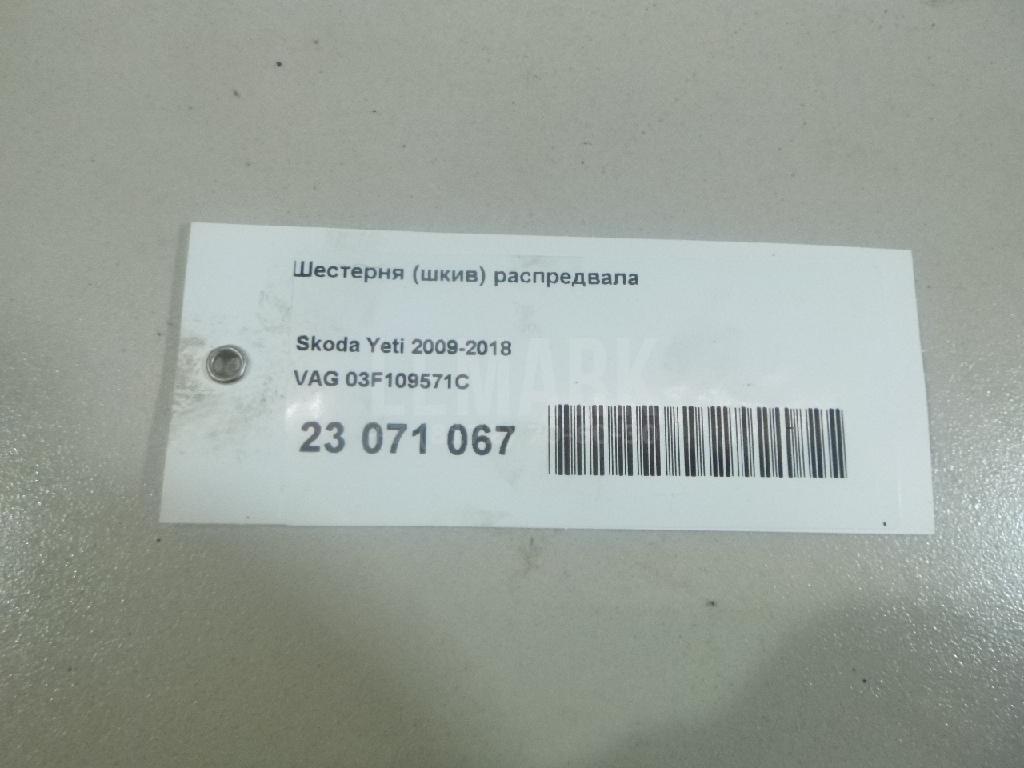 Шестерня (шкив) распредвала
Skoda Yeti 2009-2018
VAG 03F109571C
23 071 067